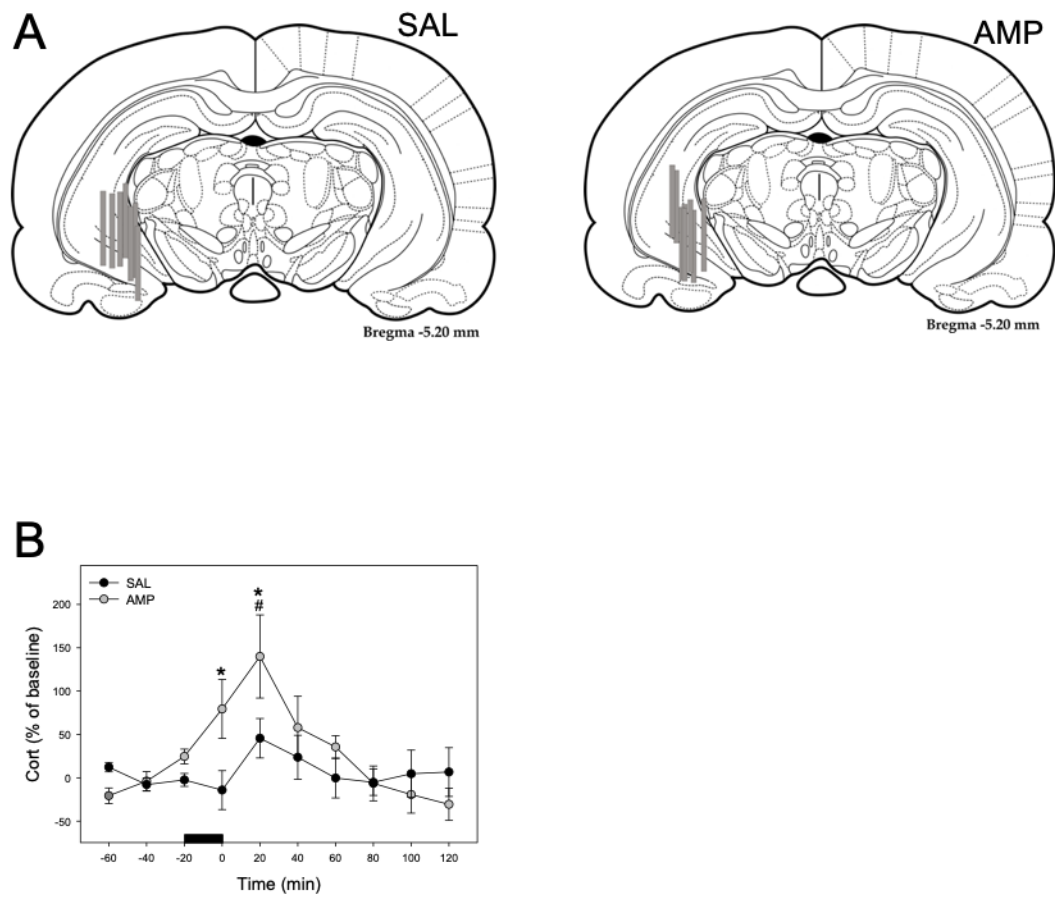 A
SAL
AMP
Bregma -5.20 mm
Bregma -5.20 mm
B
SAL
AMP
*
*
#
200
150
100
50
0
-50
Cort (% of baseline)
-60 -40 -20 0 20 40 60 80 100 120
Time (min)